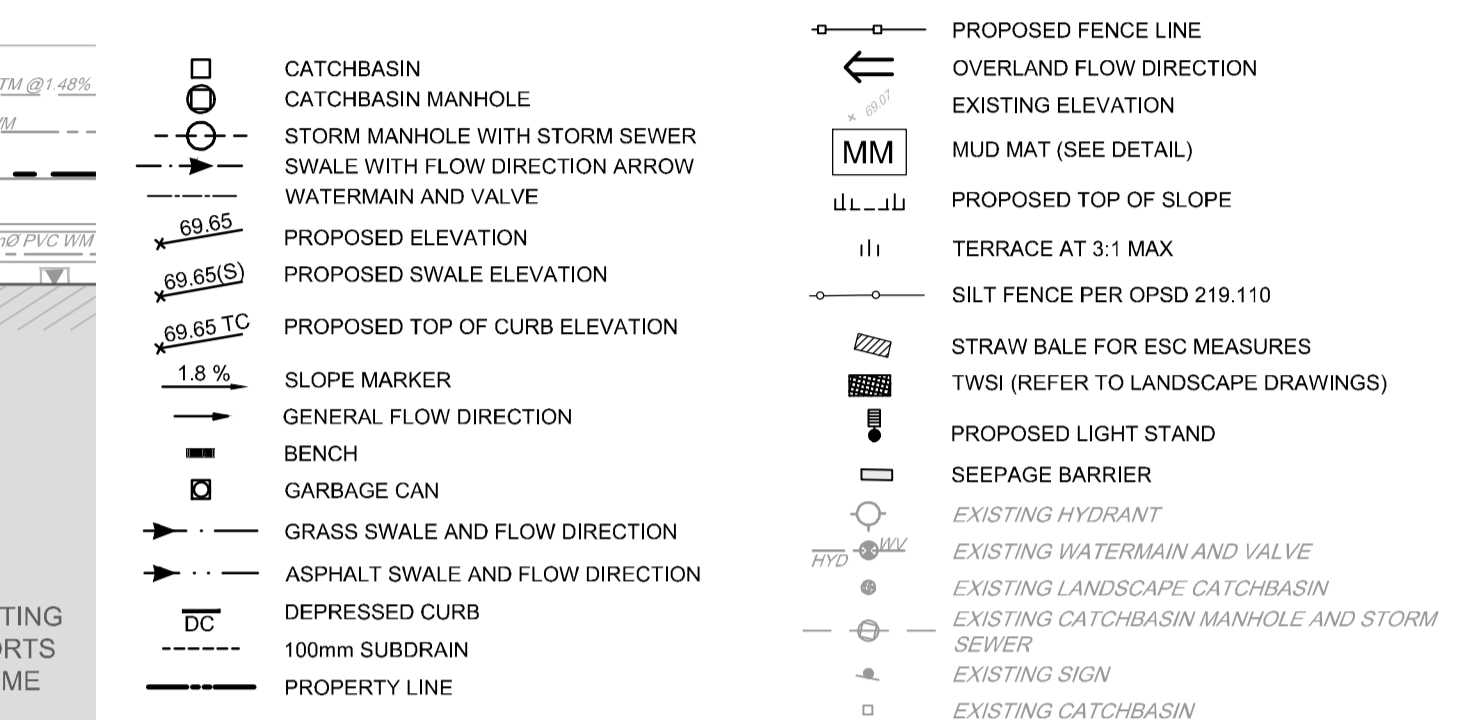 TM @1.48%
WM
mØ PVC WM
TING
ORTS
ME
CATCHBASIN
CATCHBASIN MANHOLE
STORM MANHOLE WITH STORM SEWER
SWALE WITH FLOW DIRECTION ARROW
WATERMAIN AND VALVE
69.65 PROPOSED ELEVATION
69.65(S) PROPOSED SWALE ELEVATION
69.65 TC PROPOSED TOP OF CURB ELEVATION
1.8 % SLOPE MARKER
GENERAL FLOW DIRECTION
BENCH
GARBAGE CAN
GRASS SWALE AND FLOW DIRECTION
ASPHALT SWALE AND FLOW DIRECTION
DC DEPRESSED CURB
100mm SUBDRAIN
PROPERTY LINE
PROPOSED FENCE LINE
OVERLAND FLOW DIRECTION
× 69.07 EXISTING ELEVATION
MM MUD MAT (SEE DETAIL)
PROPOSED TOP OF SLOPE
TERRACE AT 3:1 MAX
SILT FENCE PER OPSD 219.110
STRAW BALE FOR ESC MEASURES
TWSI (REFER TO LANDSCAPE DRAWINGS)
PROPOSED LIGHT STAND
SEEPAGE BARRIER
EXISTING HYDRANT
HYD WV EXISTING WATERMAIN AND VALVE
EXISTING LANDSCAPE CATCHBASIN
EXISTING CATCHBASIN MANHOLE AND STORM
SEWER
EXISTING SIGN
EXISTING CATCHBASIN